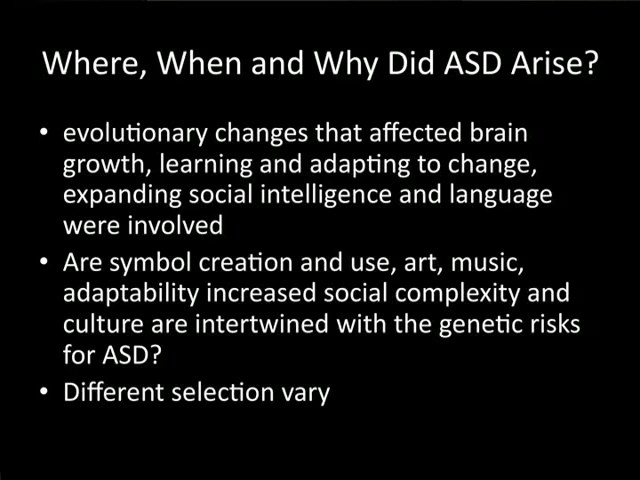 Where, When and Why Did ASD Arise?
• evolutionary changes that affected brain
growth, learning and adapting to change,
expanding social intelligence and language
were involved
• Are symbol creation and use, art, music,
adaptability increased social complexity and
culture are intertwined with the genetic risks
for ASD?
• Different selection vary